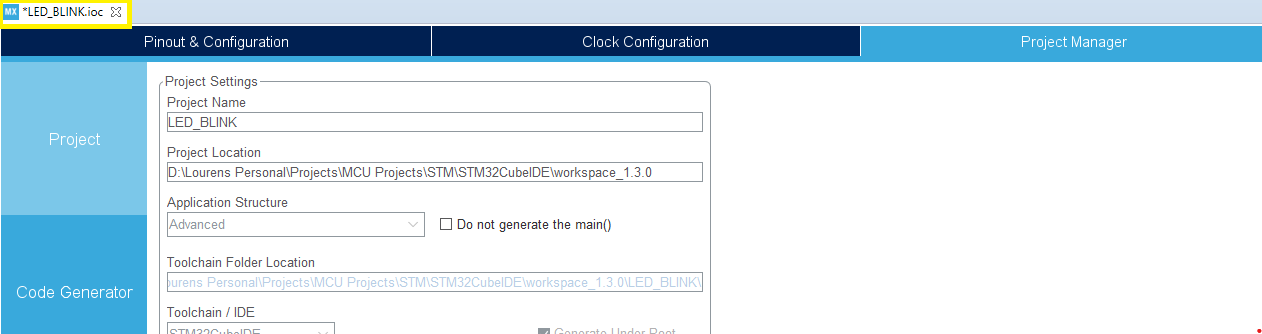 MX *LED_BLINK.ioc
Pinout & Configuration Clock Configuration Project Manager
Project Settings
Project Name
LED_BLINK
Project
Project Location
D:\Lourens Personal\Projects\MCU Projects\STM\STM32CubeIDE\workspace_1.3.0
Application Structure
Advanced Do not generate the main()
Toolchain Folder Location
ourens Personal\Projects\MCU Projects\STM\STM32CubeIDE\workspace_1.3.0\LED_BLINK\
Code Generator
Toolchain / IDE
STM32CubeIDE Generate Under Root